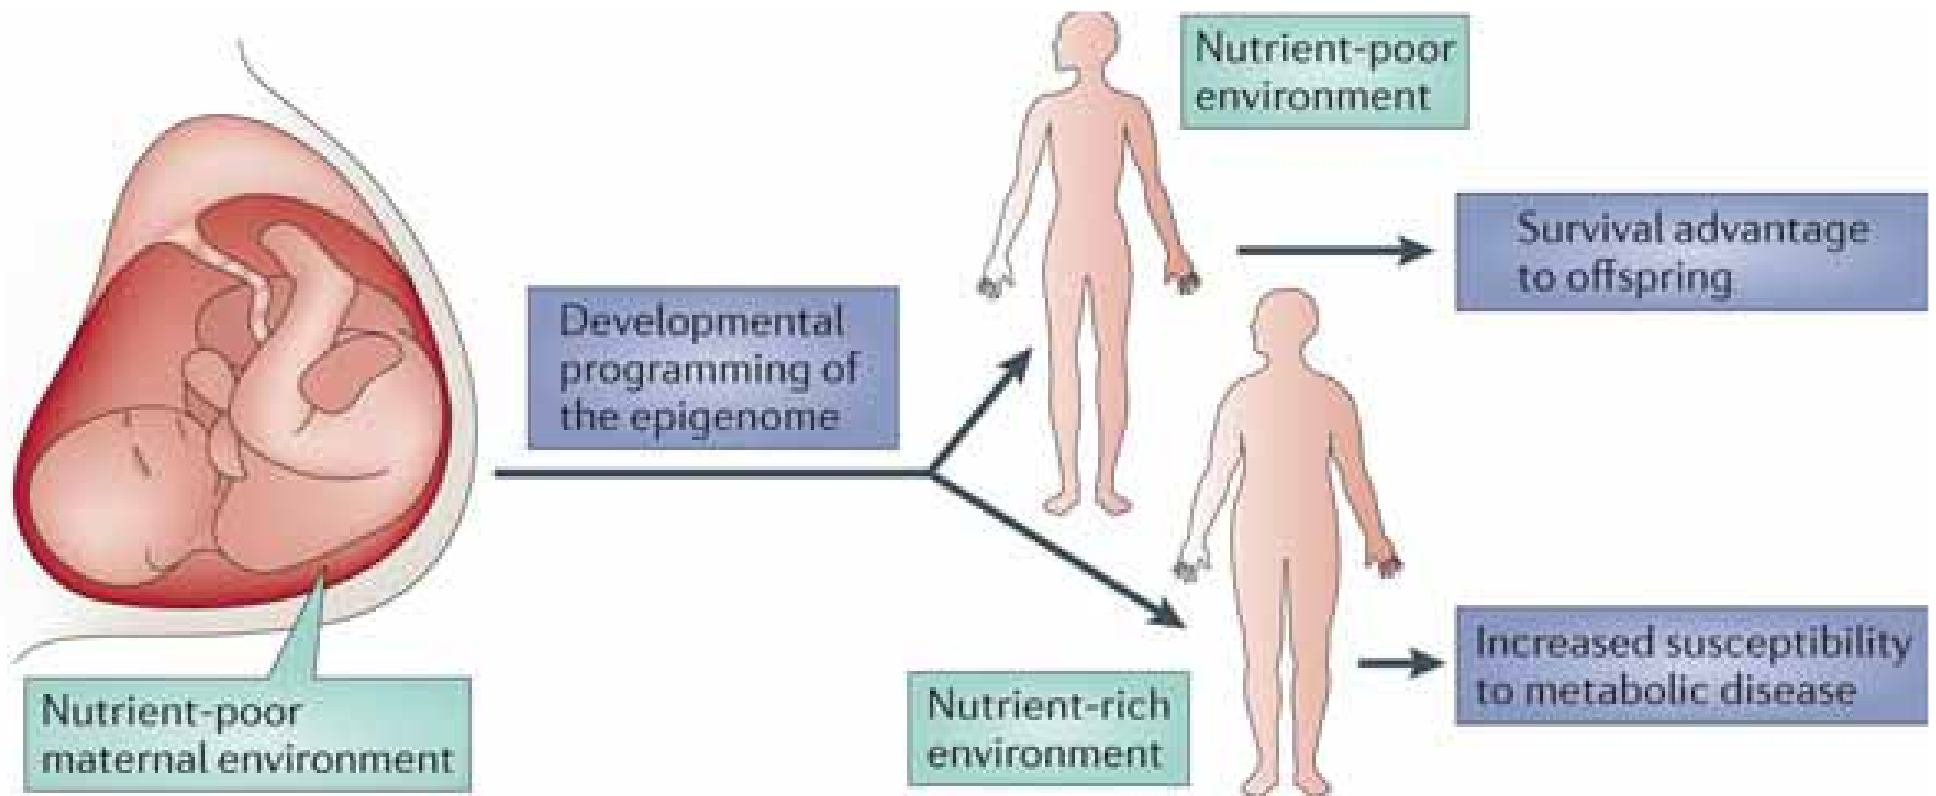 Nutrient-poor
maternal environment
Developmental
programming of
the epigenome
Nutrient-poor
environment
Survival advantage
to offspring
Nutrient-rich
environment
Increased susceptibility
to metabolic disease